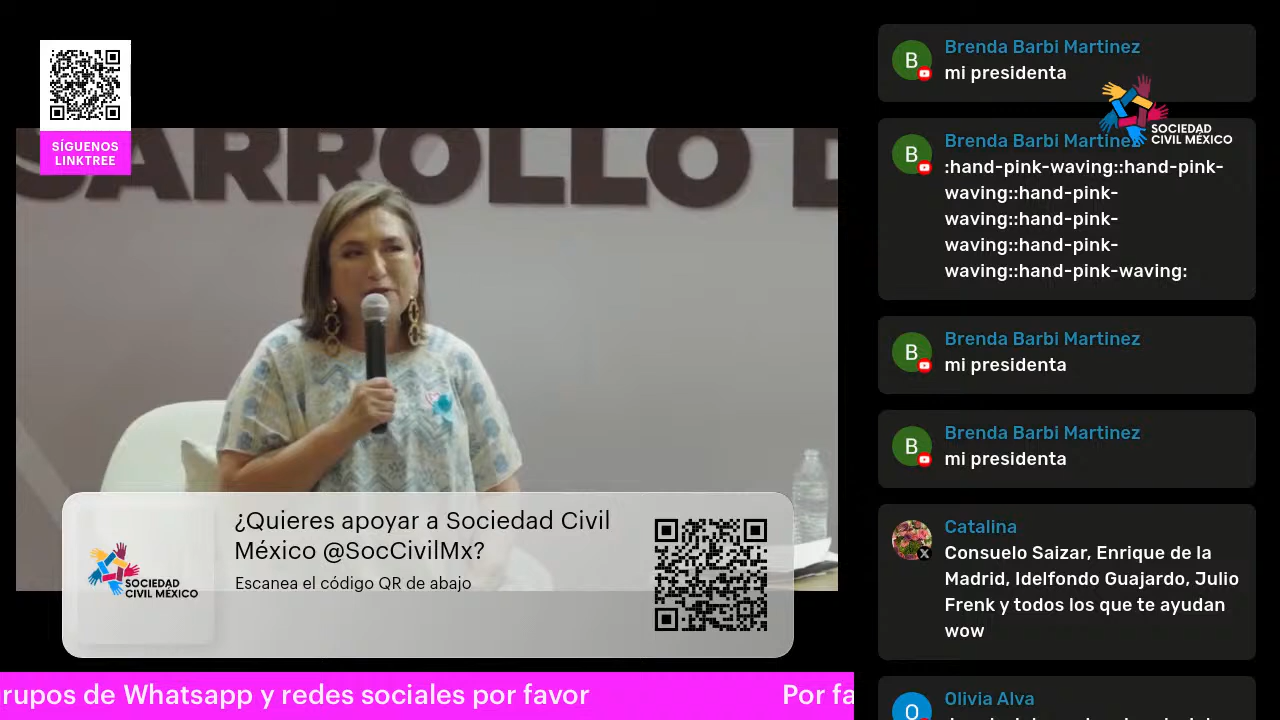 SÍGUENOS
LINKTREE
SARROLLO D
¿Quieres apoyar a Sociedad Civil
México @SocCivilMx?
Escanea el código QR de abajo
SOCIEDAD
CIVIL MÉXICO
rupos de Whatsapp y redes sociales por favor
Por fa
B
Brenda Barbi Martinez
mi presidenta
SOCIEDAD
CIVIL MÉXICO
B
Brenda Barbi Martinez
:hand-pink-waving::hand-pink-
waving::hand-pink-
waving::hand-pink-
waving::hand-pink-
waving::hand-pink-waving:
B
Brenda Barbi Martinez
mi presidenta
B
Brenda Barbi Martinez
mi presidenta
X
Catalina
Consuelo Saizar, Enrique de la
Madrid, Idelfondo Guajardo, Julio
Frenk y todos los que te ayudan
wow
O
Olivia Alva